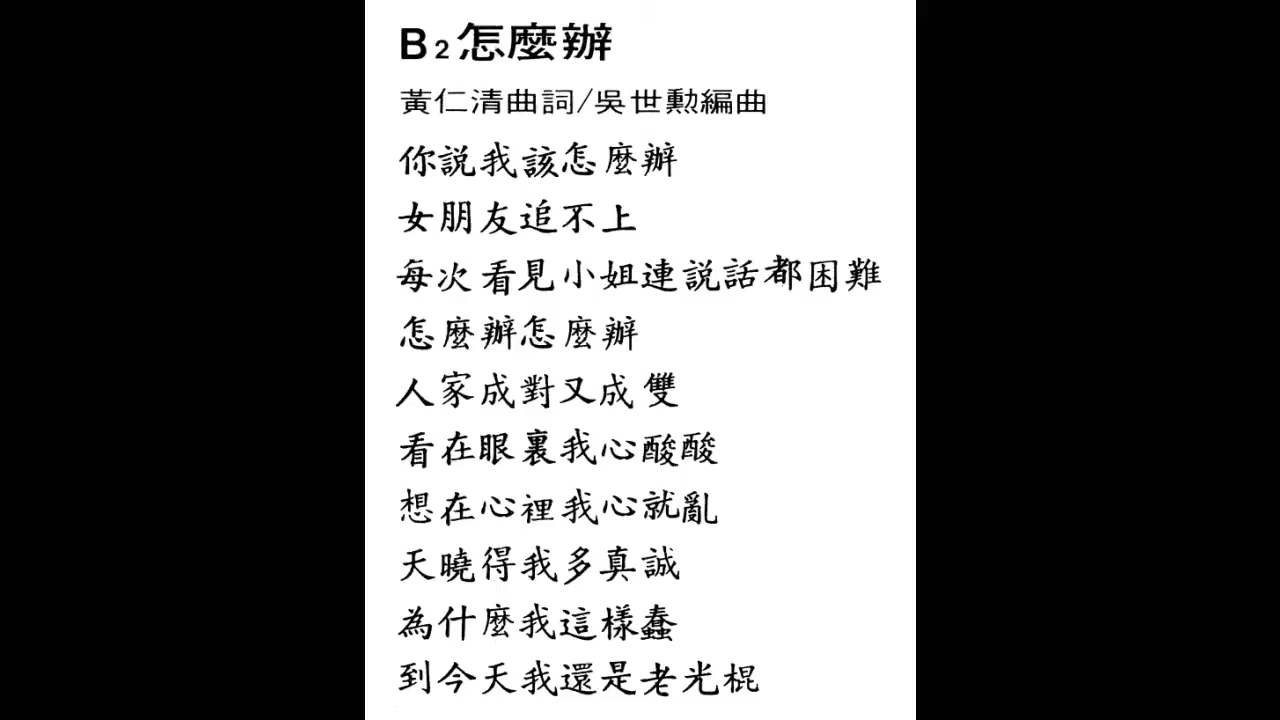 B2怎麼辦
黃仁清曲詞/吳世勲編曲
你説我該怎麼辦
女朋友追不上
每次看見小姐連説話都困難
怎麼辦怎麼辦
人家成對又成雙
看在眼裏我心酸酸
想在心裡我心就亂
天曉得我多真誠
為什麼我這樣蠢
到今天我還是老光棍